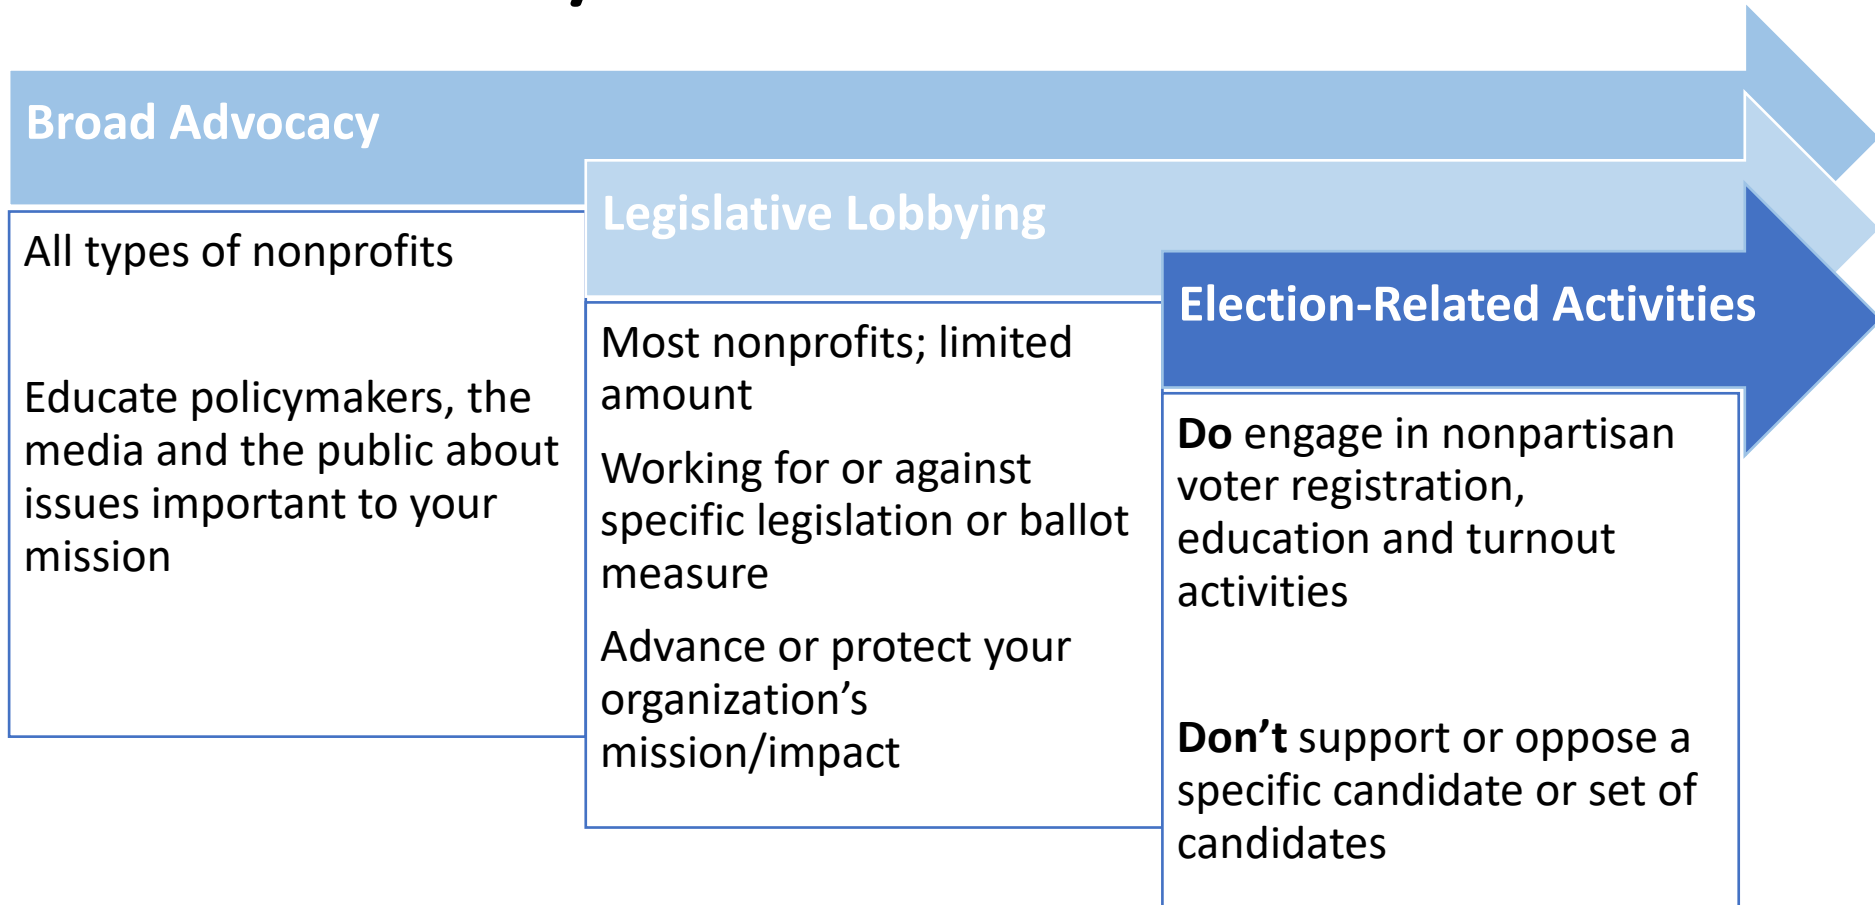 Broad Advocacy
All types of nonprofits
Educate policymakers, the
media and the public about
issues important to your
mission
Legislative Lobbying
Most nonprofits; limited
amount
Working for or against
specific legislation or ballot
measure
Advance or protect your
organization’s
mission/impact
Election-Related Activities
Do engage in nonpartisan
voter registration,
education and turnout
activities
Don’t support or oppose a
specific candidate or set of
candidates